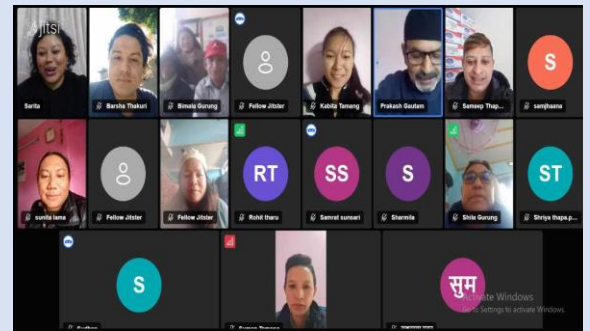 jitsi
S
Sarita
Barsha Thakuri
Bimala Gurung
Fellow Jitster
Kabita Tamang
Prakash Gautam
Sameep Thap...
samjhaana
RT
SS
S
ST
sunita lama
Fellow Jitster
Fellow Jitster
Rohit tharu
Samrat sunsari
Sharmila
Shila Gurung
Shriya thapa.p...
S
सुम
Activate Windows
Go to Settings to activate Windows.